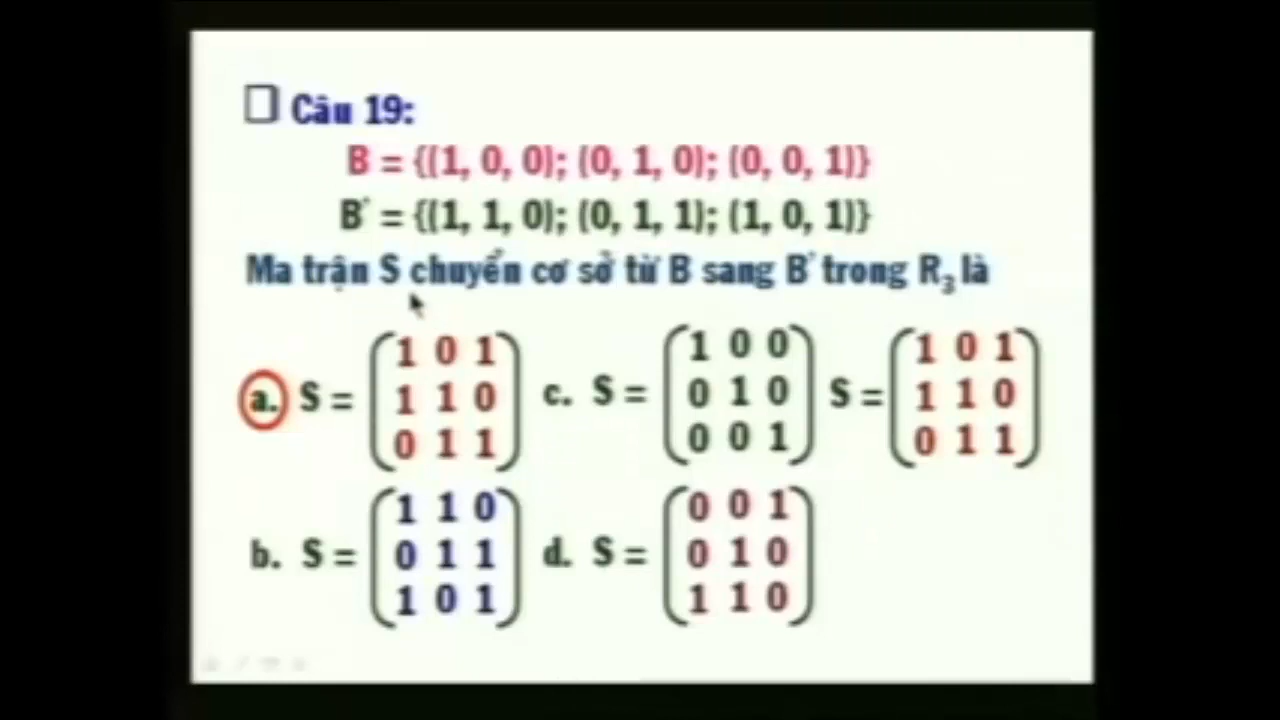 Câu 19:
B = {(1, 0, 0); (0, 1, 0); (0, 0, 1)}
B' = {(1, 1, 0); (0, 1, 1); (1, 0, 1)}
Ma trận S chuyển cơ sở từ B sang B' trong R₃ là
a. S = (1 0 1
1 1 0
0 1 1)
c. S = (1 0 0
0 1 0
0 0 1)
S = (1 0 1
1 1 0
0 1 1)
b. S = (1 1 0
0 1 1
1 0 1)
d. S = (0 0 1
0 1 0
1 1 0)